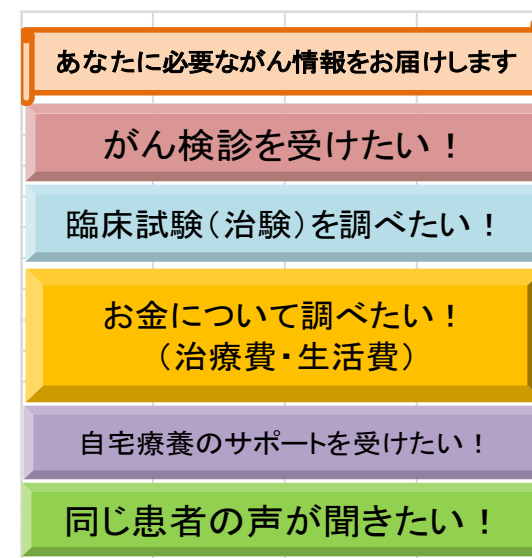 あなたに必要ながん情報をお届けします
がん検診を受けたい！
臨床試験（治験）を調べたい！
お金について調べたい！
（治療費・生活費）
自宅療養のサポートを受けたい！
同じ患者の声が聞きたい！